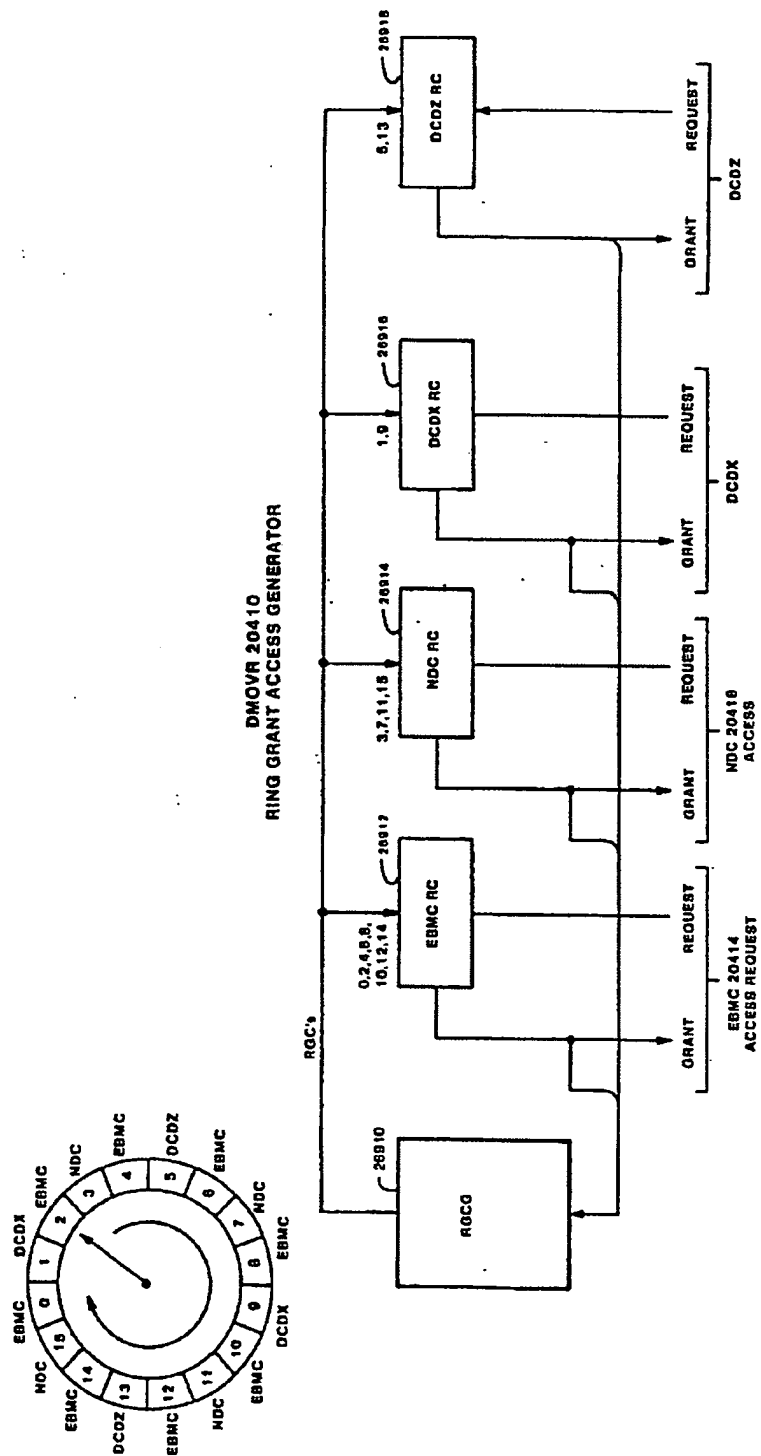 DMOVR 20410
RING GRANT ACCESS GENERATOR
EBMC
DCDX
EBMC
NDC
EBMC
DCDZ
EBMC
NDC
EBMC
DCDX
EBMC
NDC
EBMC
DCDZ
EBMC
NDC
0
1
2
3
4
5
6
7
8
9
10
11
12
13
14
15
RGC's
26910
RGCG
0,2,4,6,8,
10,12,14
26912
EBMC RC
3,7,11,15
26914
NDC RC
1,9
26916
DCDX RC
5,13
26918
DCDZ RC
GRANT
REQUEST
GRANT
REQUEST
GRANT
REQUEST
GRANT
REQUEST
EBMC 20414
ACCESS REQUEST
NDC 20418
ACCESS
DCDX
DCDZ